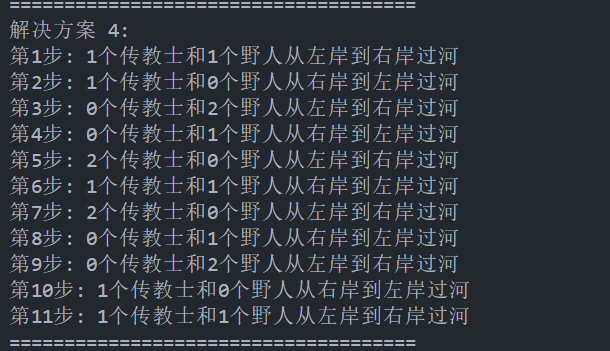 ========================================
解决方案 4:
第1步: 1个传教士和1个野人从左岸到右岸过河
第2步: 1个传教士和0个野人从右岸到左岸过河
第3步: 0个传教士和2个野人从左岸到右岸过河
第4步: 0个传教士和1个野人从右岸到左岸过河
第5步: 2个传教士和0个野人从左岸到右岸过河
第6步: 1个传教士和1个野人从右岸到左岸过河
第7步: 2个传教士和0个野人从左岸到右岸过河
第8步: 0个传教士和1个野人从右岸到左岸过河
第9步: 0个传教士和2个野人从左岸到右岸过河
第10步: 1个传教士和0个野人从右岸到左岸过河
第11步: 1个传教士和1个野人从左岸到右岸过河
========================================